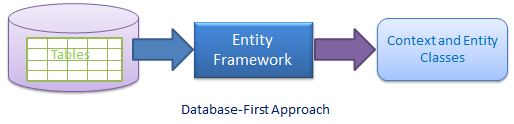 Tables
Entity
Framework
Context and Entity
Classes
Database-First Approach